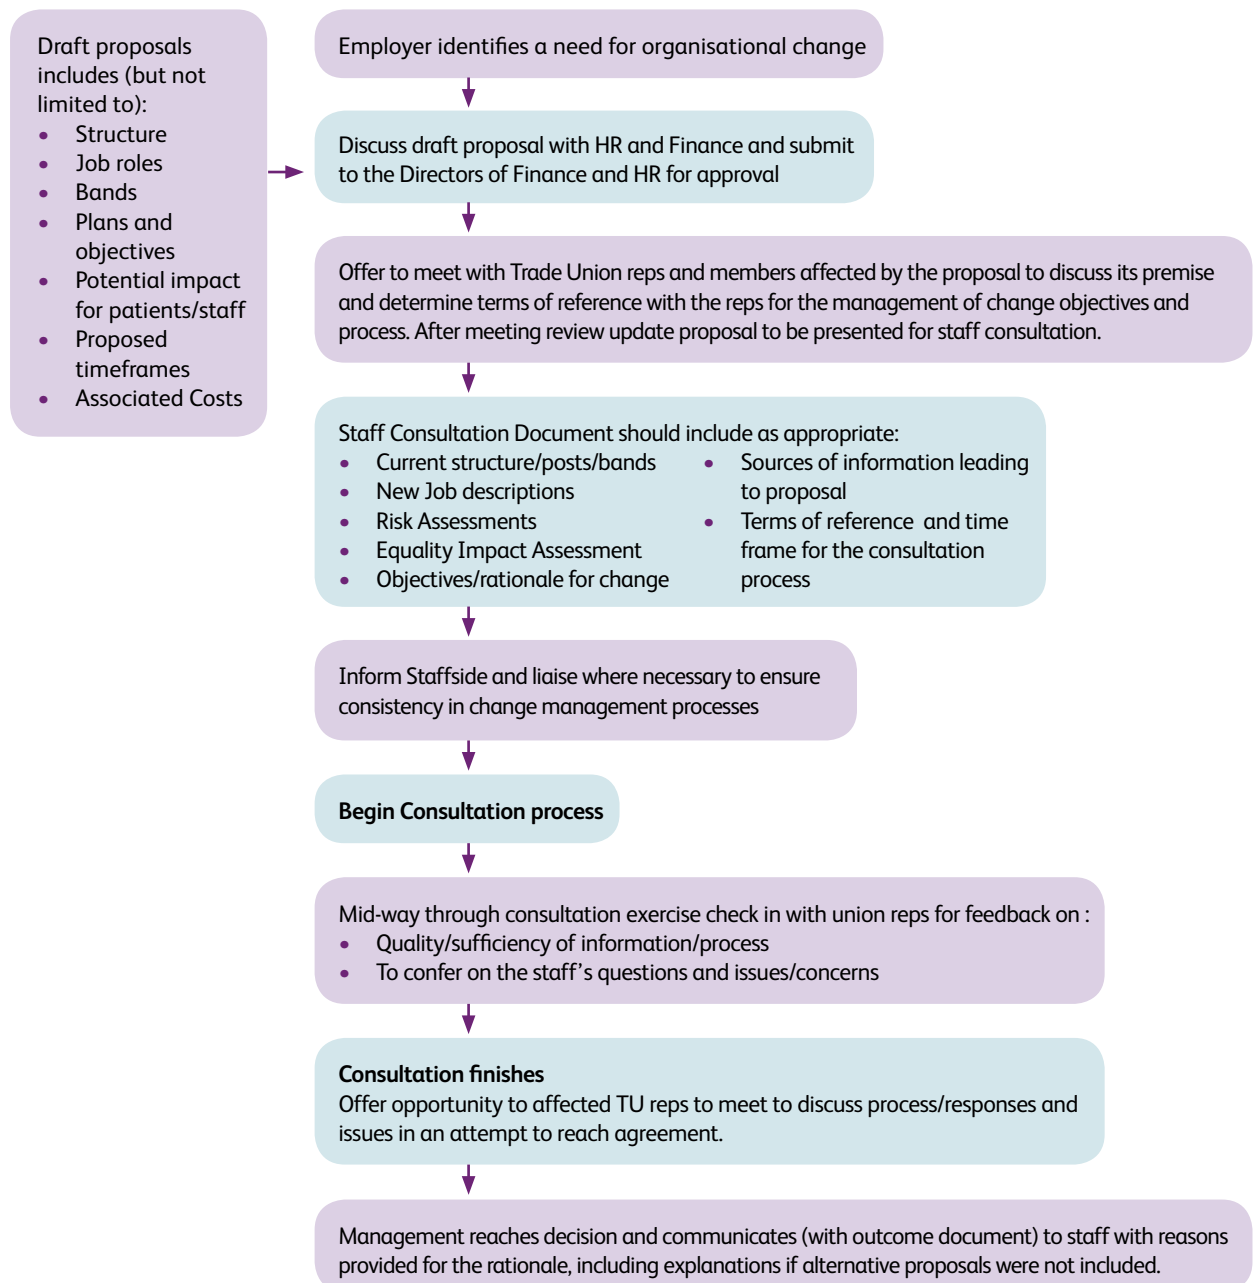 Draft proposals
includes (but not
limited to):
• Structure
• Job roles
• Bands
• Plans and
objectives
• Potential impact
for patients/staff
• Proposed
timeframes
• Associated Costs
Employer identifies a need for organisational change
Discuss draft proposal with HR and Finance and submit
to the Directors of Finance and HR for approval
Offer to meet with Trade Union reps and members affected by the proposal to discuss its premise
and determine terms of reference with the reps for the management of change objectives and
process. After meeting review update proposal to be presented for staff consultation.
Staff Consultation Document should include as appropriate:
• Current structure/posts/bands
• New Job descriptions
• Risk Assessments
• Equality Impact Assessment
• Objectives/rationale for change
• Sources of information leading
to proposal
• Terms of reference and time
frame for the consultation
process
Inform Staffside and liaise where necessary to ensure
consistency in change management processes
Begin Consultation process
Mid-way through consultation exercise check in with union reps for feedback on :
• Quality/sufficiency of information/process
• To confer on the staff's questions and issues/concerns
Consultation finishes
Offer opportunity to affected TU reps to meet to discuss process/responses and
issues in an attempt to reach agreement.
Management reaches decision and communicates (with outcome document) to staff with reasons
provided for the rationale, including explanations if alternative proposals were not included.